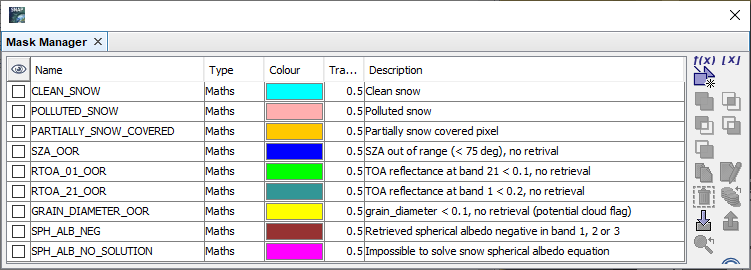 SNAP
Mask Manager
Name Type Colour Tra... Description
CLEAN_SNOW Maths 0.5 Clean snow
POLLUTED_SNOW Maths 0.5 Polluted snow
PARTIALLY_SNOW_COVERED Maths 0.5 Partially snow covered pixel
SZA_OOR Maths 0.5 SZA out of range (< 75 deg), no retrival
RTOA_01_OOR Maths 0.5 TOA reflectance at band 21 < 0.1, no retrieval
RTOA_21_OOR Maths 0.5 TOA reflectance at band 1 < 0.2, no retrieval
GRAIN_DIAMETER_OOR Maths 0.5 grain_diameter < 0.1, no retrieval (potential cloud flag)
SPH_ALB_NEG Maths 0.5 Retrieved spherical albedo negative in band 1, 2 or 3
SPH_ALB_NO_SOLUTION Maths 0.5 Impossible to solve snow spherical albedo equation
f(x) [x]